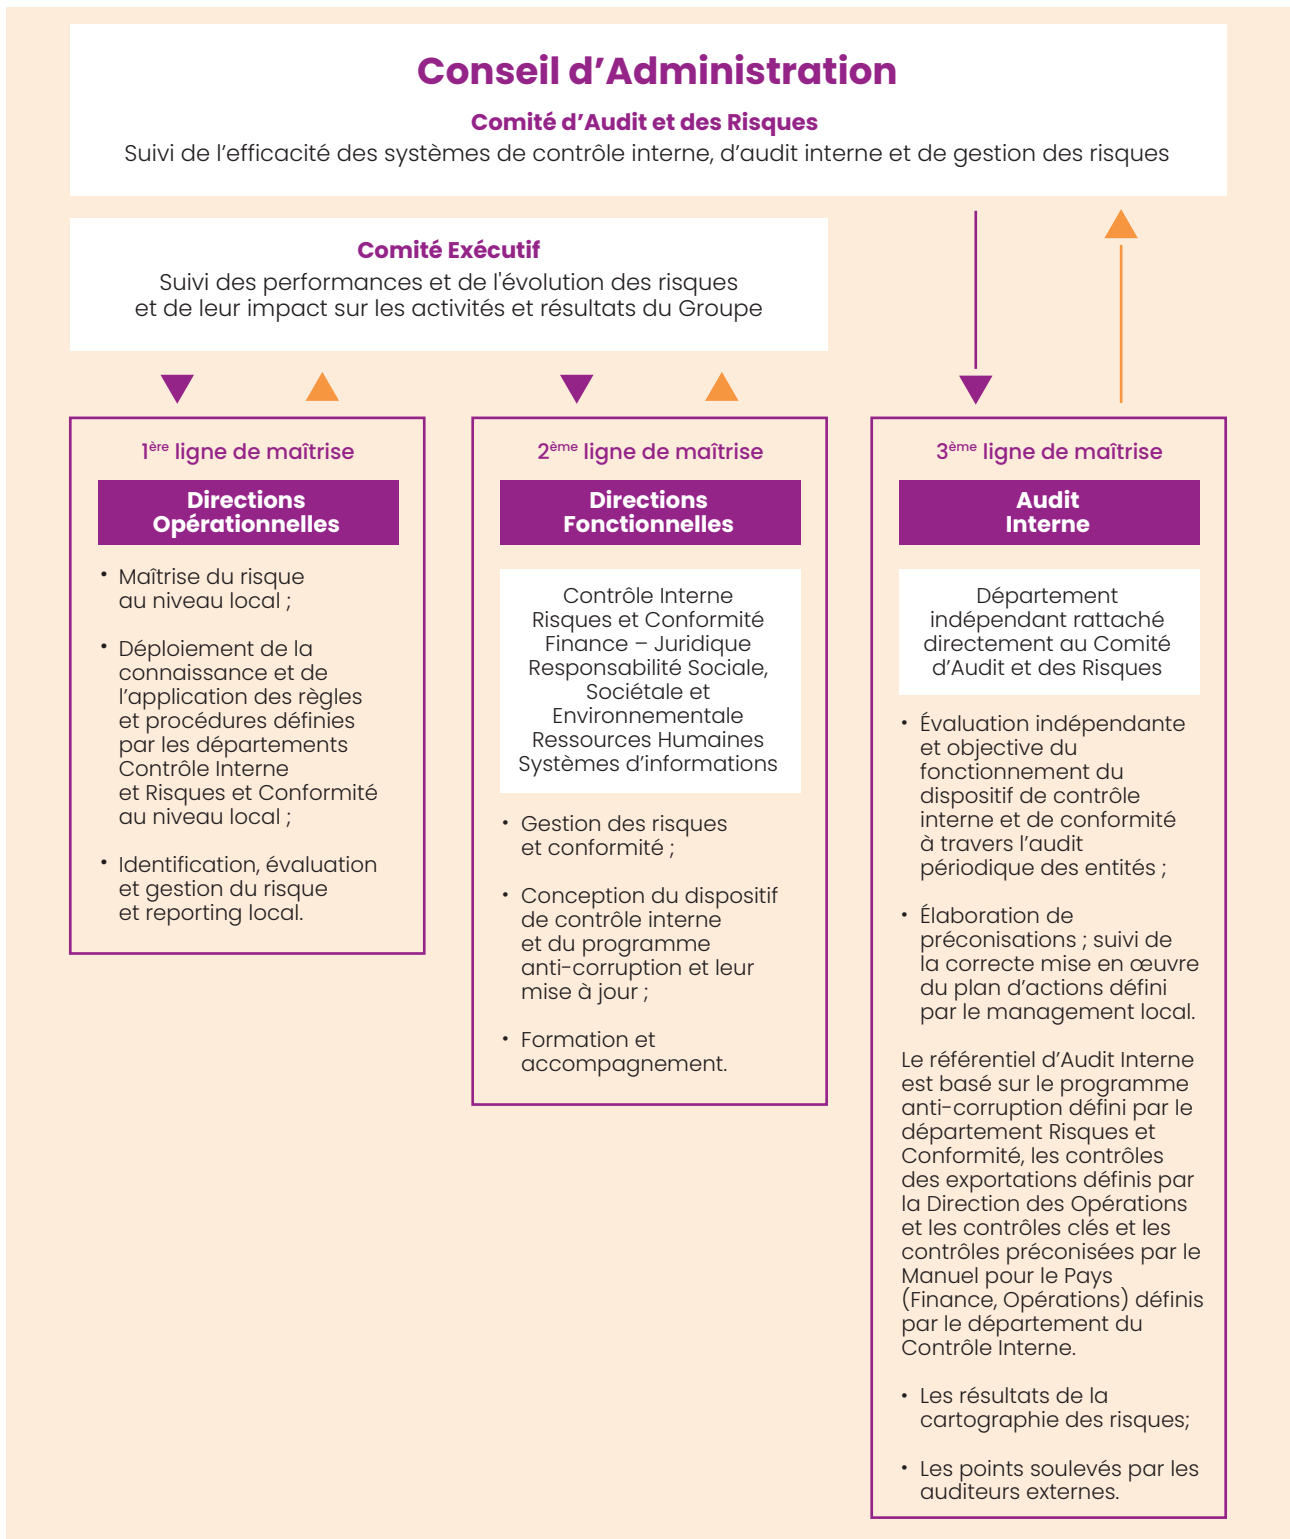 Conseil d’Administration
Comité d’Audit et des Risques
Suivi de l’efficacité des systèmes de contrôle interne, d’audit interne et de gestion des risques
Comité Exécutif
Suivi des performances et de l'évolution des risques
et de leur impact sur les activités et résultats du Groupe
1ère ligne de maîtrise
Directions
Opérationnelles
• Maîtrise du risque
au niveau local ;
• Déploiement de la
connaissance et de
l’application des règles
et procédures définies
par les départements
Contrôle Interne
et Risques et Conformité
au niveau local ;
• Identification, évaluation
et gestion du risque
et reporting local.
2ème ligne de maîtrise
Directions
Fonctionnelles
Contrôle Interne
Risques et Conformité
Finance – Juridique
Responsabilité Sociale,
Sociétale et
Environnementale
Ressources Humaines
Systèmes d’informations
• Gestion des risques
et conformité ;
• Conception du dispositif
de contrôle interne
et du programme
anti-corruption et leur
mise à jour ;
• Formation et
accompagnement.
3ème ligne de maîtrise
Audit
Interne
Département
indépendant rattaché
directement au Comité
d’Audit et des Risques
• Évaluation indépendante
et objective du
fonctionnement du
dispositif de contrôle
interne et de conformité
à travers l’audit
périodique des entités ;
• Élaboration de
préconisations ; suivi de
la correcte mise en œuvre
du plan d’actions défini
par le management local.
Le référentiel d’Audit Interne
est basé sur le programme
anti-corruption défini par le
département Risques et
Conformité, les contrôles
des exportations définis par
la Direction des Opérations
et les contrôles clés et les
contrôles préconisées par le
Manuel pour le Pays
(Finance, Opérations) définis
par le département du
Contrôle Interne.
• Les résultats de la
cartographie des risques;
• Les points soulevés par les
auditeurs externes.